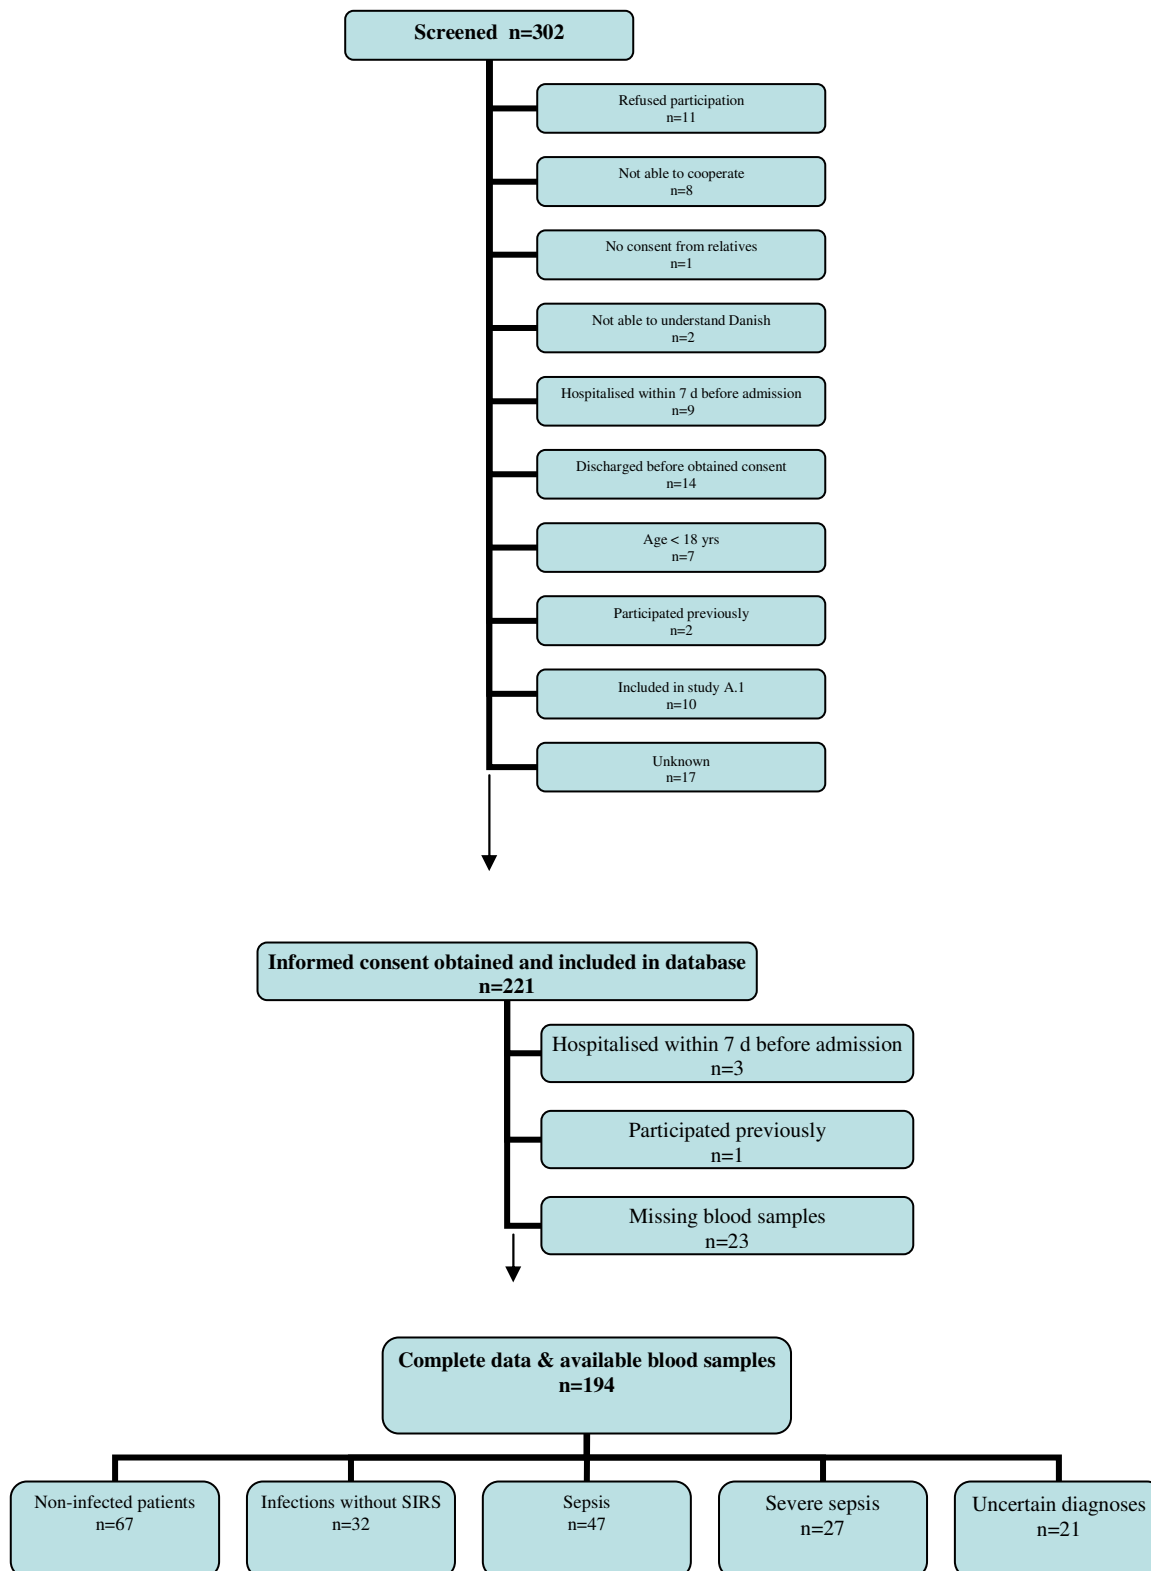 Screened  n=302
Refused participation
n=11
Not able to cooperate
n=8
No consent from relatives
n=1
Not able to understand Danish
n=2
Hospitalised within 7 d before admission
n=9
Discharged before obtained consent
n=14
Age < 18 yrs
n=7
Participated previously
n=2
Included in study A.1
n=10
Unknown
n=17
Informed consent obtained and included in database
n=221
Hospitalised within 7 d before admission
n=3
Participated previously
n=1
Missing blood samples
n=23
Complete data & available blood samples
n=194
Non-infected patients
n=67
Infections without SIRS
n=32
Sepsis
n=47
Severe sepsis
n=27
Uncertain diagnoses
n=21